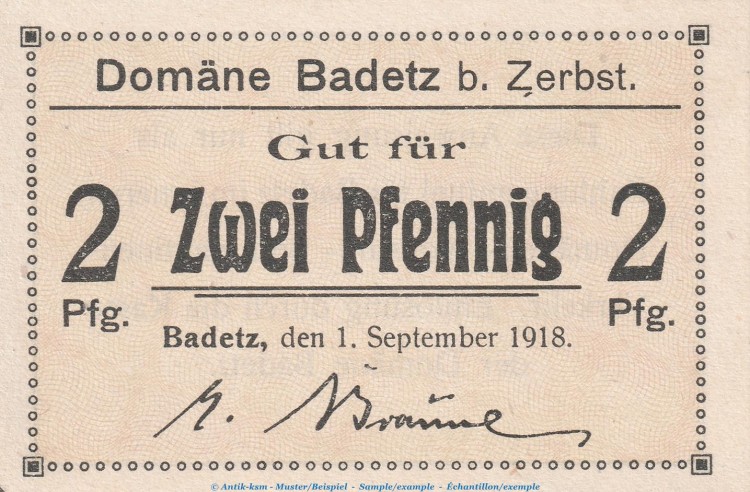 Domäne Badetz b. Zerbst.
Gut für
2 Zwei Pfennig 2
Pfg. Pfg.
Badetz, den 1. September 1918.
Bräune
© Antik-ksm - Muster/Beispiel - Sample/example - Échantillon/exemple